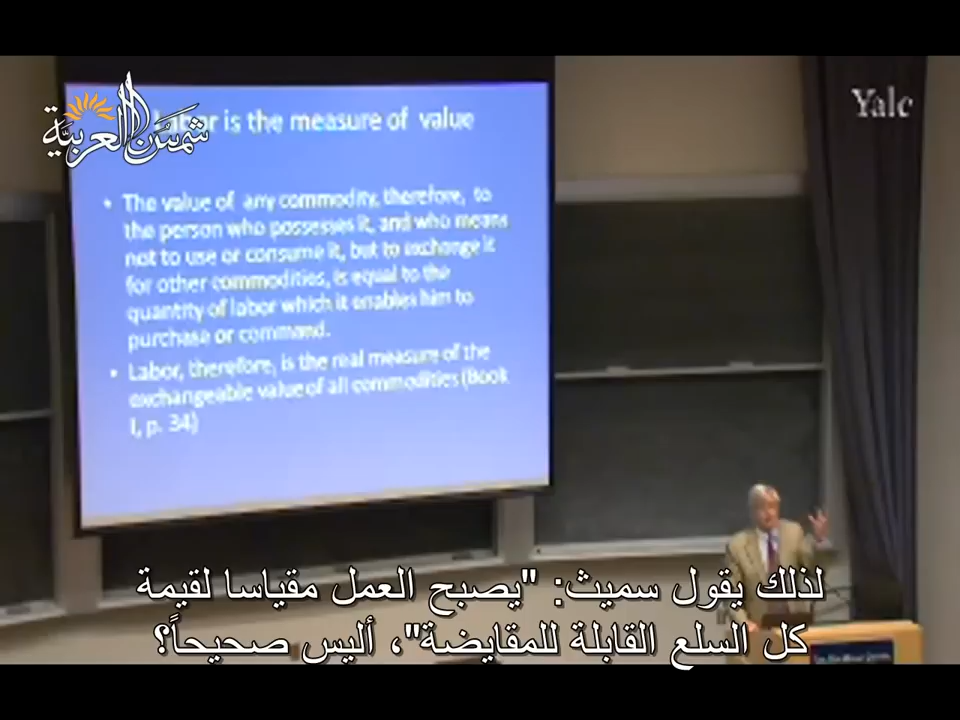 شمس العربية
Yale
Labor is the measure of value
• The value of any commodity, therefore, to
the person who possesses it, and who means
not to use or consume it, but to exchange it
for other commodities, is equal to the
quantity of labor which it enables him to
purchase or command.
• Labor, therefore, is the real measure of the
exchangeable value of all commodities (Book
I, p. 34)
لذلك يقول سميث: "يصبح العمل مقياسا لقيمة
كل السلع القابلة للمقايضة"، أليس صحيحاً؟